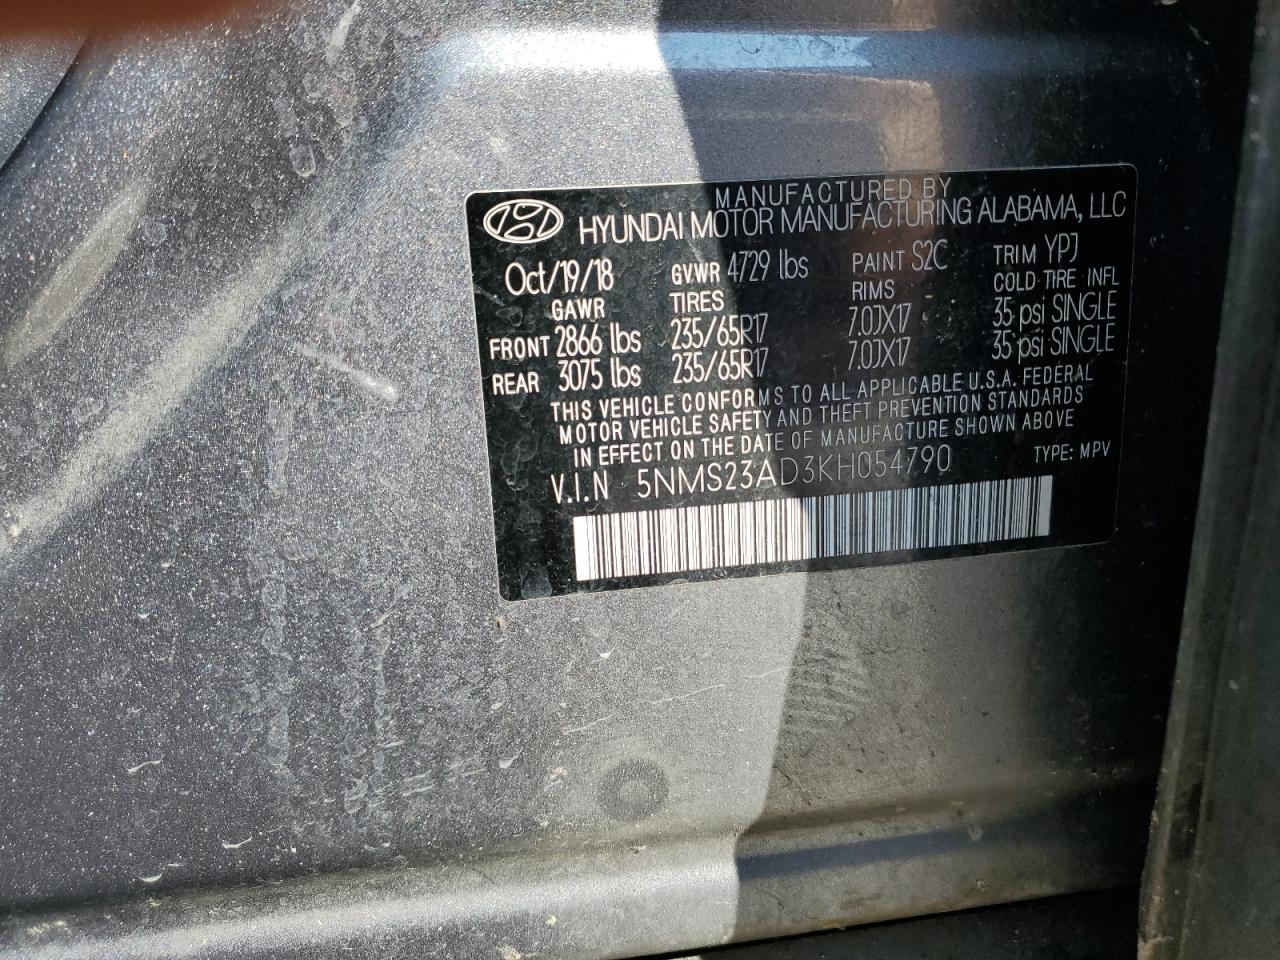 MANUFACTURED BY
HYUNDAI MOTOR MANUFACTURING ALABAMA, LLC
Oct/19/18 GVWR 4729 lbs PAINT S2C TRIM YPJ
GAWR TIRES RIMS COLD TIRE INFL
FRONT 2866 lbs 235/65R17 7.0JX17 35 psi SINGLE
REAR 3075 lbs 235/65R17 7.0JX17 35 psi SINGLE
THIS VEHICLE CONFORMS TO ALL APPLICABLE U.S.A. FEDERAL
MOTOR VEHICLE SAFETY AND THEFT PREVENTION STANDARDS
IN EFFECT ON THE DATE OF MANUFACTURE SHOWN ABOVE
V.I.N 5NMS23AD3KH054790 TYPE: MPV